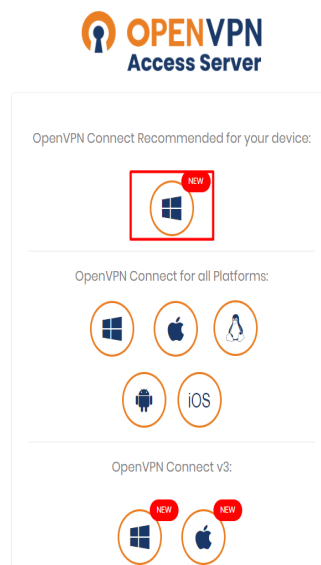 OPENVPN
Access Server
OpenVPN Connect Recommended for your device:
NEW
OpenVPN Connect for all Platforms:
iOS
OpenVPN Connect v3:
NEW NEW